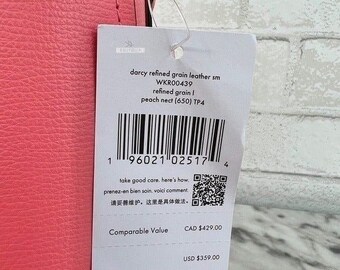 darcy refined grain leather sm
WKR00439
refined grain l
peach nect (650) TP4
1 96021 02517 4
take good care. here's how.
prenez-en bien soin. voici comment.
请妥善维护，这里是具体做法。
Comparable Value CAD $429.00
USD $359.00